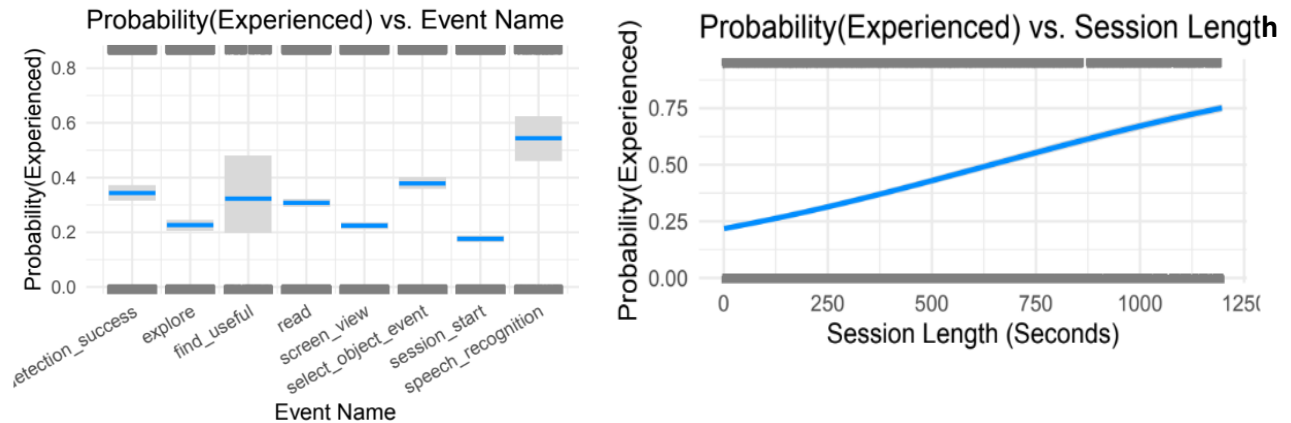 Probability(Experienced) vs. Event Name
Probability(Experienced)
0.8
0.6
0.4
0.2
0.0
etection_success
explore
find_useful
read
screen_view
select_object_event
session_start
speech_recognition
Event Name
Probability(Experienced) vs. Session Length
Probability(Experienced)
0.75
0.50
0.25
0.00
0
250
500
750
1000
1250
Session Length (Seconds)